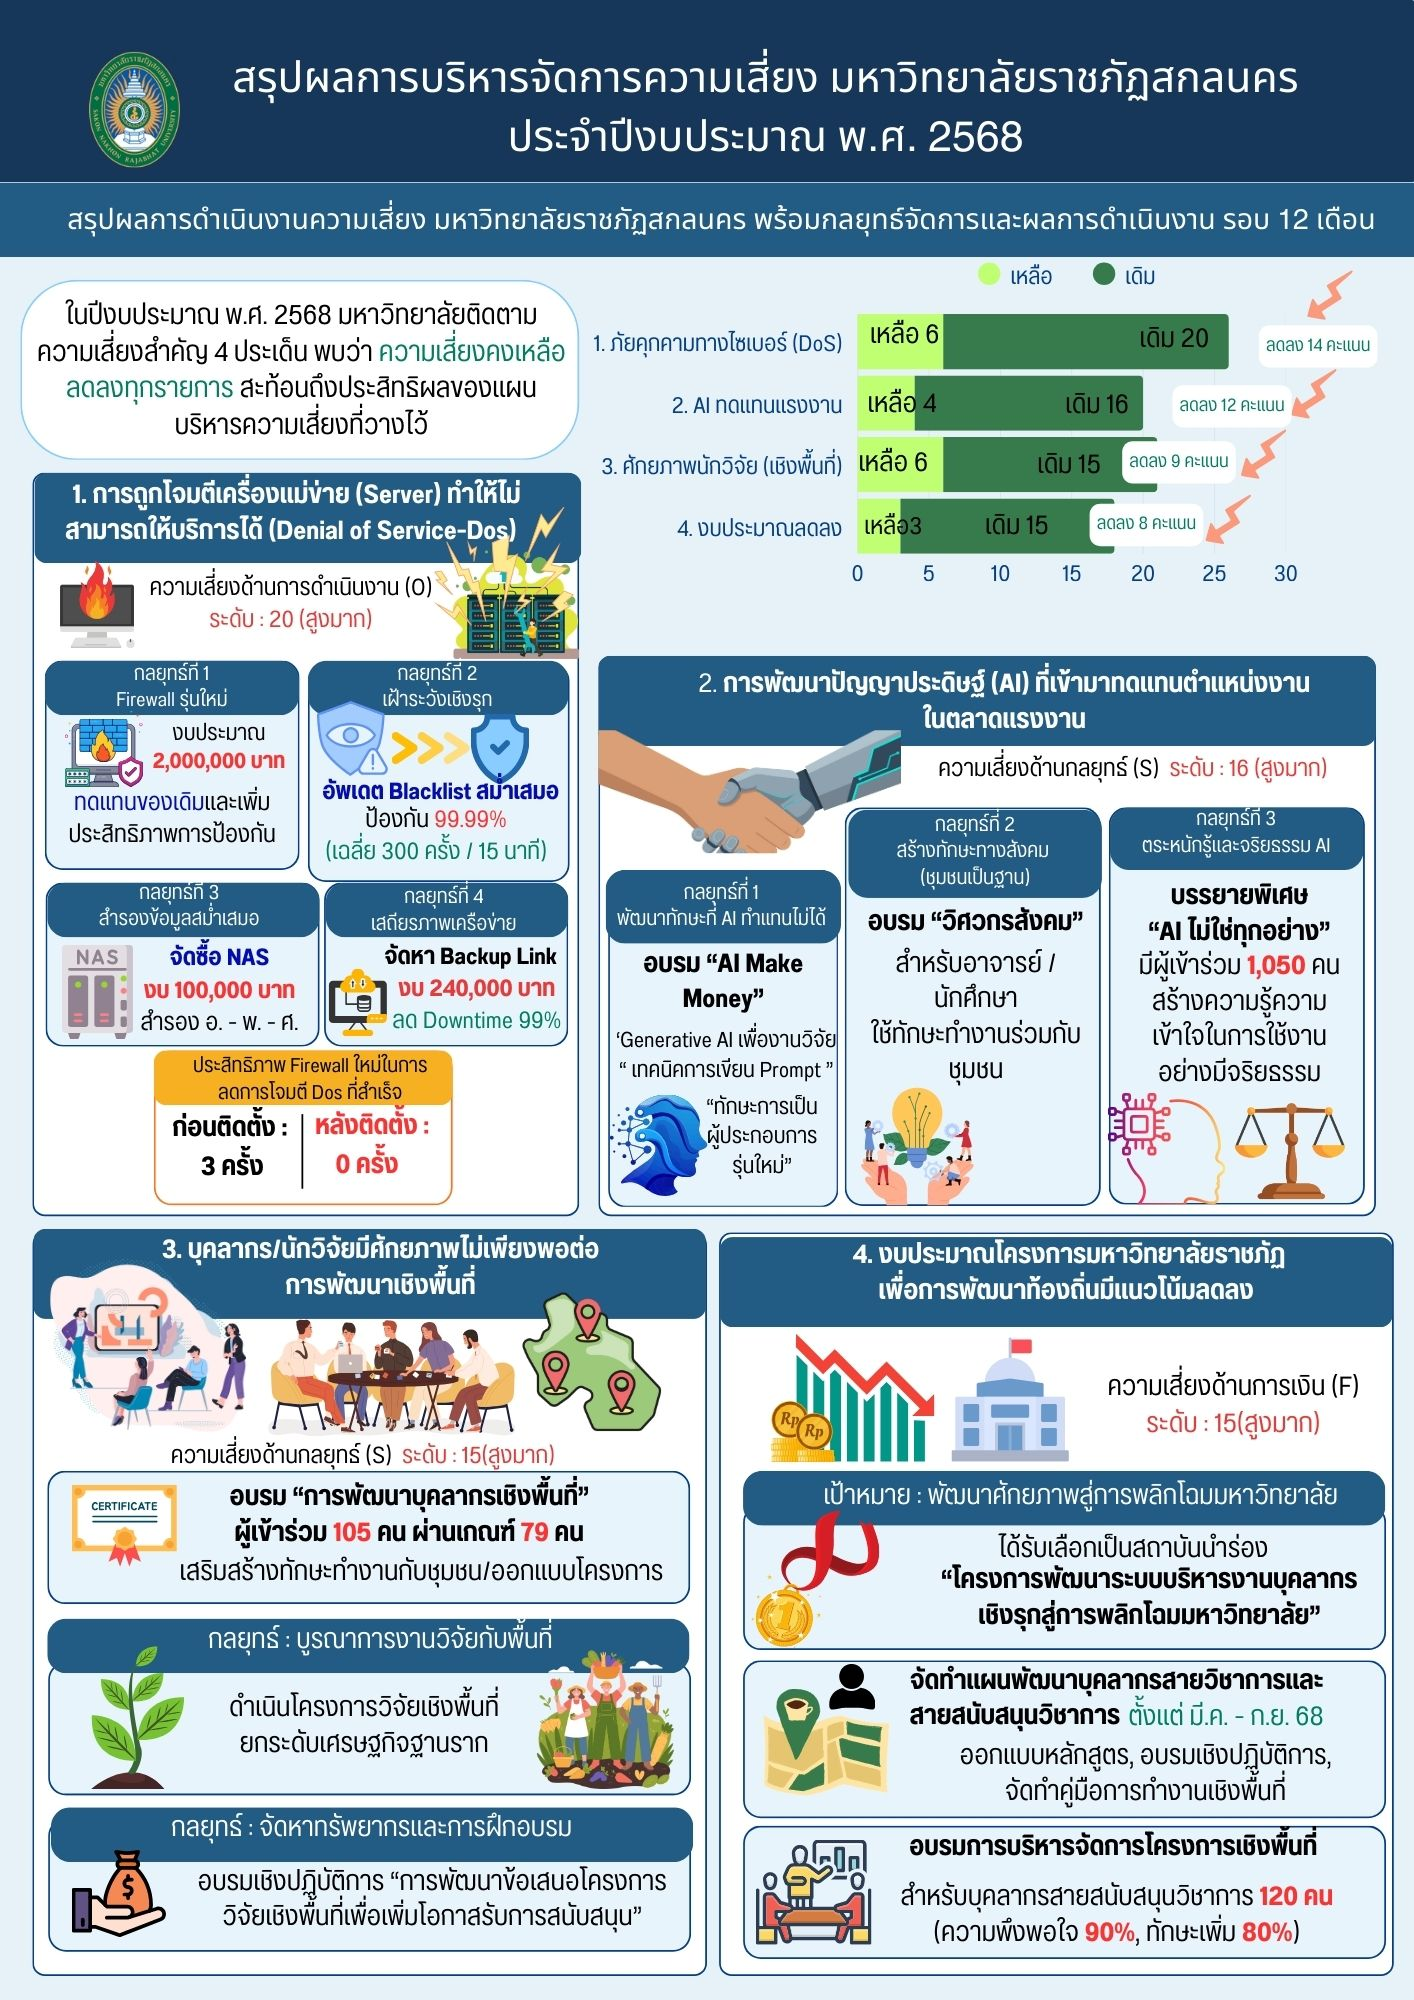 สรุปผลการบริหารจัดการความเสี่ยง มหาวิทยาลัยราชภัฏสกลนคร
ประจำปีงบประมาณ พ.ศ. 2568
มหาวิทยาลัยราชภัฏสกลนคร
SAKON NAKHON RAJABHAT UNIVERSITY
สรุปผลการดำเนินงานความเสี่ยง มหาวิทยาลัยราชภัฏสกลนคร พร้อมกลยุทธ์จัดการและผลการดำเนินงาน รอบ 12 เดือน
ในปีงบประมาณ พ.ศ. 2568 มหาวิทยาลัยติดตาม
ความเสี่ยงสำคัญ 4 ประเด็น พบว่า ความเสี่ยงคงเหลือ
ลดลงทุกรายการ สะท้อนถึงประสิทธิผลของแผน
บริหารความเสี่ยงที่วางไว้
เหลือ เดิม
1. ภัยคุกคามทางไซเบอร์ (DoS) เหลือ 6 เดิม 20 ลดลง 14 คะแนน
2. AI ทดแทนแรงงาน เหลือ 4 เดิม 16 ลดลง 12 คะแนน
3. ศักยภาพนักวิจัย (เชิงพื้นที่) เหลือ 6 เดิม 15 ลดลง 9 คะแนน
4. งบประมาณลดลง เหลือ3 เดิม 15 ลดลง 8 คะแนน
0 5 10 15 20 25 30
1. การถูกโจมตีเครื่องแม่ข่าย (Server) ทำให้ไม่
สามารถให้บริการได้ (Denial of Service-Dos)
ความเสี่ยงด้านการดำเนินงาน (O)
ระดับ : 20 (สูงมาก)
กลยุทธ์ที่ 1
Firewall รุ่นใหม่
งบประมาณ
2,000,000 บาท
ทดแทนของเดิมและเพิ่ม
ประสิทธิภาพการป้องกัน
กลยุทธ์ที่ 2
เฝ้าระวังเชิงรุก
อัพเดต Blacklist สม่ำเสมอ
ป้องกัน 99.99%
(เฉลี่ย 300 ครั้ง / 15 นาที)
กลยุทธ์ที่ 3
สำรองข้อมูลสม่ำเสมอ
NAS
จัดซื้อ NAS
งบ 100,000 บาท
สำรอง อ. - พ. - ศ.
กลยุทธ์ที่ 4
เสถียรภาพเครือข่าย
จัดหา Backup Link
งบ 240,000 บาท
ลด Downtime 99%
ประสิทธิภาพ Firewall ใหม่ในการ
ลดการโจมตี Dos ที่สำเร็จ
ก่อนติดตั้ง :
3 ครั้ง
หลังติดตั้ง :
0 ครั้ง
2. การพัฒนาปัญญาประดิษฐ์ (AI) ที่เข้ามาทดแทนตำแหน่งงาน
ในตลาดแรงงาน
ความเสี่ยงด้านกลยุทธ์ (S) ระดับ : 16 (สูงมาก)
กลยุทธ์ที่ 1
พัฒนาทักษะที่ AI ทำแทนไม่ได้
อบรม “AI Make
Money”
‘Generative AI เพื่องานวิจัย
“ เทคนิคการเขียน Prompt ”
“ทักษะการเป็น
ผู้ประกอบการ
รุ่นใหม่”
กลยุทธ์ที่ 2
สร้างทักษะทางสังคม
(ชุมชนเป็นฐาน)
อบรม “วิศวกรสังคม”
สำหรับอาจารย์ /
นักศึกษา
ใช้ทักษะทำงานร่วมกับ
ชุมชน
กลยุทธ์ที่ 3
ตระหนักรู้และจริยธรรม AI
บรรยายพิเศษ
“AI ไม่ใช่ทุกอย่าง”
มีผู้เข้าร่วม 1,050 คน
สร้างความรู้ความ
เข้าใจในการใช้งาน
อย่างมีจริยธรรม
3. บุคลากร/นักวิจัยมีศักยภาพไม่เพียงพอต่อ
การพัฒนาเชิงพื้นที่
ความเสี่ยงด้านกลยุทธ์ (S) ระดับ : 15(สูงมาก)
CERTIFICATE
อบรม “การพัฒนาบุคลากรเชิงพื้นที่”
ผู้เข้าร่วม 105 คน ผ่านเกณฑ์ 79 คน
เสริมสร้างทักษะทำงานกับชุมชน/ออกแบบโครงการ
กลยุทธ์ : บูรณาการงานวิจัยกับพื้นที่
ดำเนินโครงการวิจัยเชิงพื้นที่
ยกระดับเศรษฐกิจฐานราก
กลยุทธ์ : จัดหาทรัพยากรและการฝึกอบรม
อบรมเชิงปฏิบัติการ “การพัฒนาข้อเสนอโครงการ
วิจัยเชิงพื้นที่เพื่อเพิ่มโอกาสรับการสนับสนุน”
4. งบประมาณโครงการมหาวิทยาลัยราชภัฏ
เพื่อการพัฒนาท้องถิ่นมีแนวโน้มลดลง
Rp
Rp
ความเสี่ยงด้านการเงิน (F)
ระดับ : 15(สูงมาก)
เป้าหมาย : พัฒนาศักยภาพสู่การพลิกโฉมมหาวิทยาลัย
1
ได้รับเลือกเป็นสถาบันนำร่อง
“โครงการพัฒนาระบบบริหารงานบุคลากร
เชิงรุกสู่การพลิกโฉมมหาวิทยาลัย”
จัดทำแผนพัฒนาบุคลากรสายวิชาการและ
สายสนับสนุนวิชาการ ตั้งแต่ มี.ค. - ก.ย. 68
ออกแบบหลักสูตร, อบรมเชิงปฏิบัติการ,
จัดทำคู่มือการทำงานเชิงพื้นที่
อบรมการบริหารจัดการโครงการเชิงพื้นที่
สำหรับบุคลากรสายสนับสนุนวิชาการ 120 คน
(ความพึงพอใจ 90%, ทักษะเพิ่ม 80%)